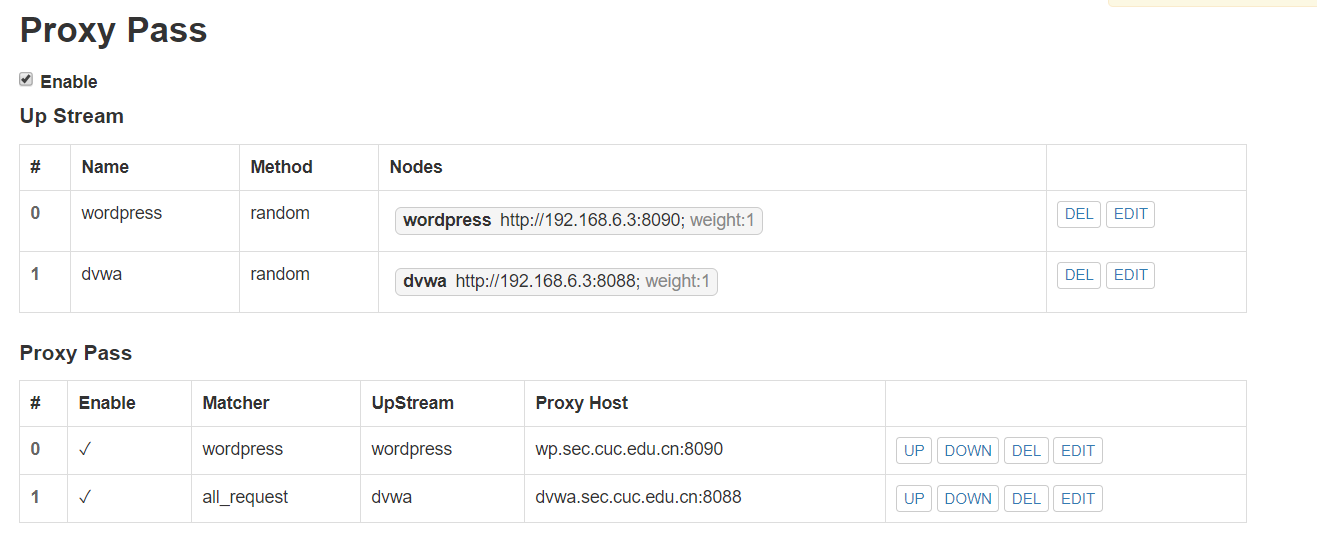 Proxy Pass
Enable
Up Stream
# Name Method Nodes
0 wordpress random wordpress http://192.168.6.3:8090; weight:1 DEL EDIT
1 dvwa random dvwa http://192.168.6.3:8088; weight:1 DEL EDIT
Proxy Pass
# Enable Matcher UpStream Proxy Host
0 ✓ wordpress wordpress wp.sec.cuc.edu.cn:8090 UP DOWN DEL EDIT
1 ✓ all_request dvwa dvwa.sec.cuc.edu.cn:8088 UP DOWN DEL EDIT